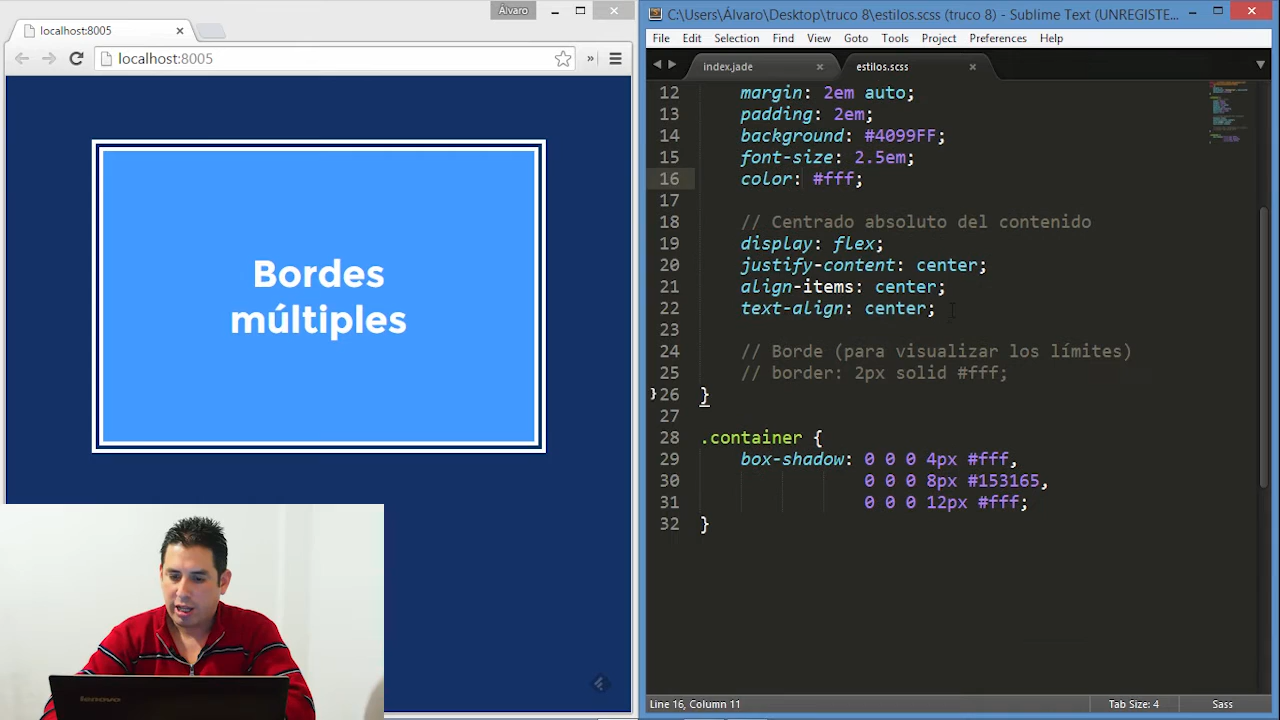 Álvaro
localhost:8005
localhost:8005
»
Bordes
múltiples
lenovo
C:\Users\Álvaro\Desktop\truco 8\estilos.scss (truco 8) - Sublime Text (UNREGISTE...
File Edit Selection Find View Goto Tools Project Preferences Help
index.jade estilos.scss
12 margin: 2em auto;
13 padding: 2em;
14 background: #4099FF;
15 font-size: 2.5em;
16 color: #fff;
17
18 // Centrado absoluto del contenido
19 display: flex;
20 justify-content: center;
21 align-items: center;
22 text-align: center;
23
24 // Borde (para visualizar los límites)
25 // border: 2px solid #fff;
26 }
27
28 .container {
29 box-shadow: 0 0 0 4px #fff,
30 0 0 0 8px #153165,
31 0 0 0 12px #fff;
32 }
Line 16, Column 11 Tab Size: 4 Sass